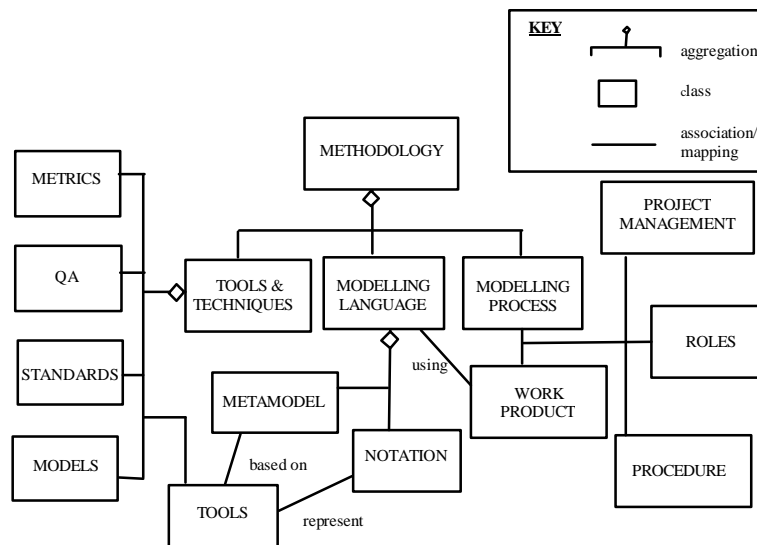 KEY
aggregation
class
association/
mapping
METHODOLOGY
METRICS
PROJECT
MANAGEMENT
QA
TOOLS &
TECHNIQUES
MODELLING
LANGUAGE
MODELLING
PROCESS
ROLES
using
STANDARDS
METAMODEL
WORK
PRODUCT
MODELS
based on
NOTATION
PROCEDURE
TOOLS
represent